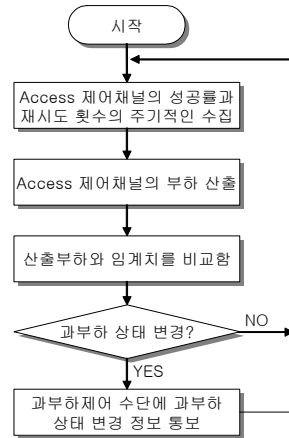 시작
Access 제어채널의 성공률과
재시도 횟수의 주기적인 수집
Access 제어채널의 부하 산출
산출부하와 임계치를 비교함
과부하 상태 변경?
NO
YES
과부하제어 수단에 과부하
상태 변경 정보 통보